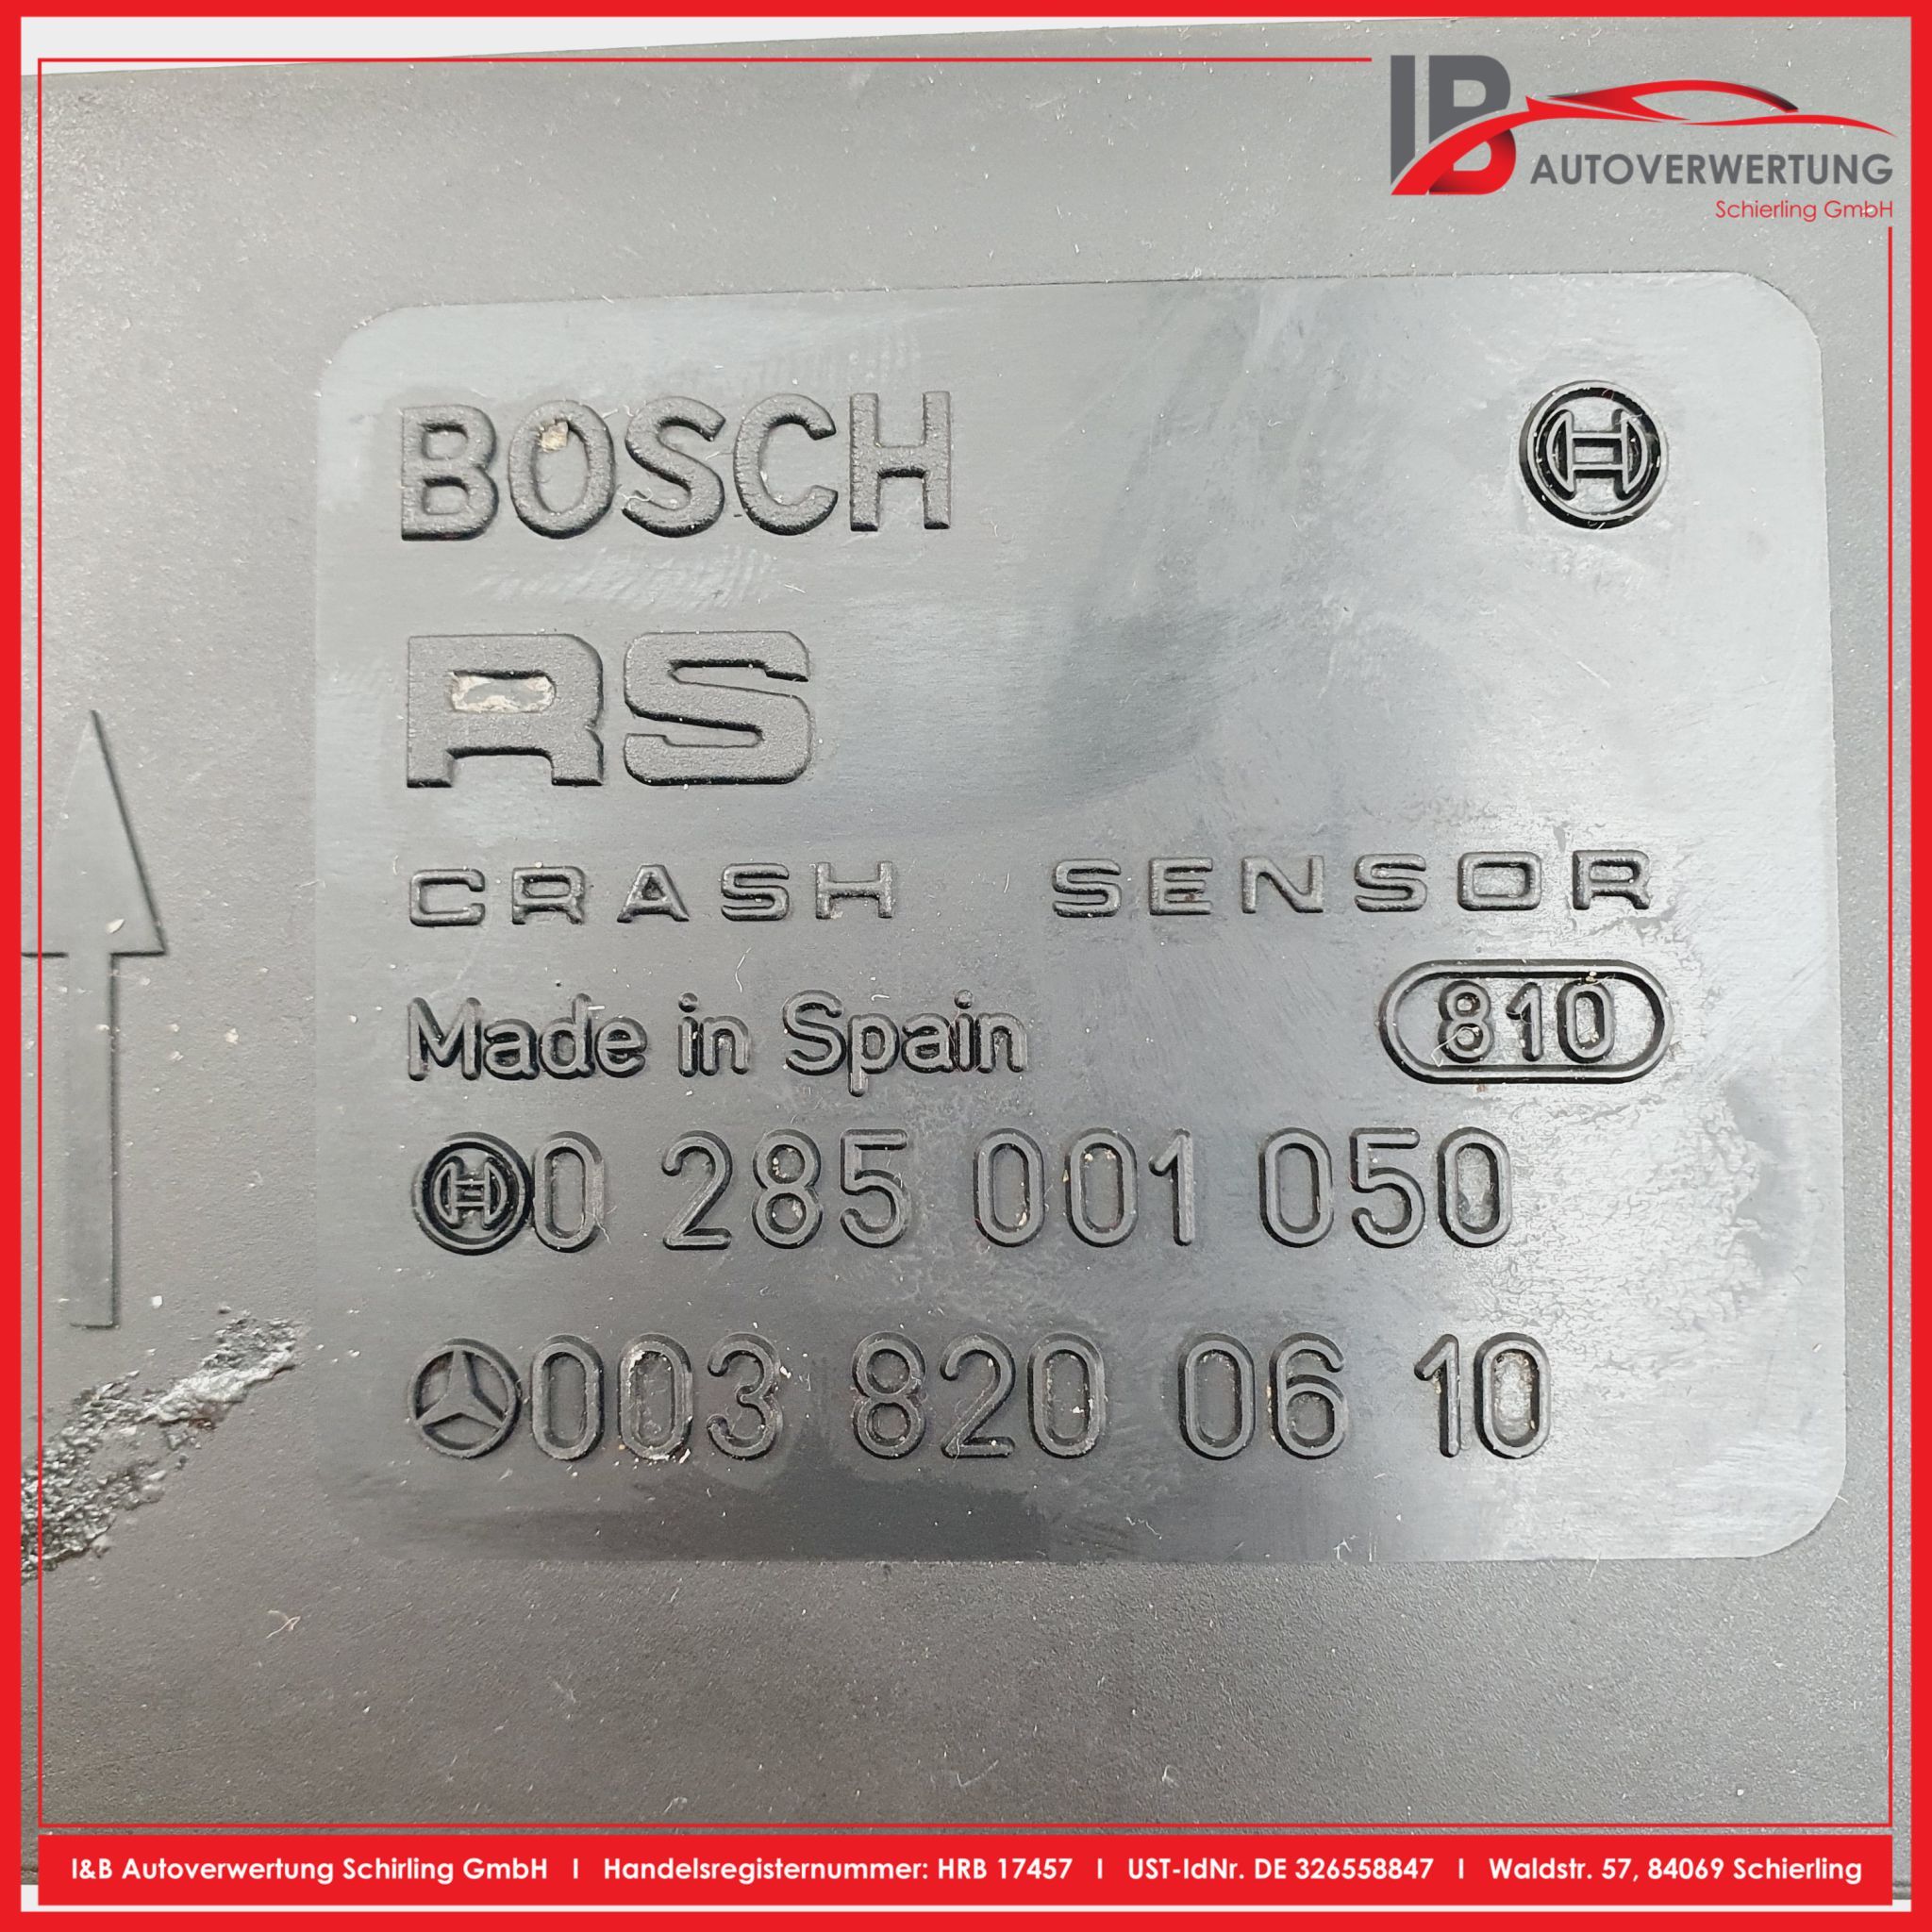 IB
AUTOVERWERTUNG
Schierling GmbH
BOSCH
RS
CRASH SENSOR
Made in Spain 810
0 285 001 050
003 820 06 10
I&B Autoverwertung Schirling GmbH I Handelsregisternummer: HRB 17457 I UST-IdNr. DE 326558847 I Waldstr. 57, 84069 Schierling